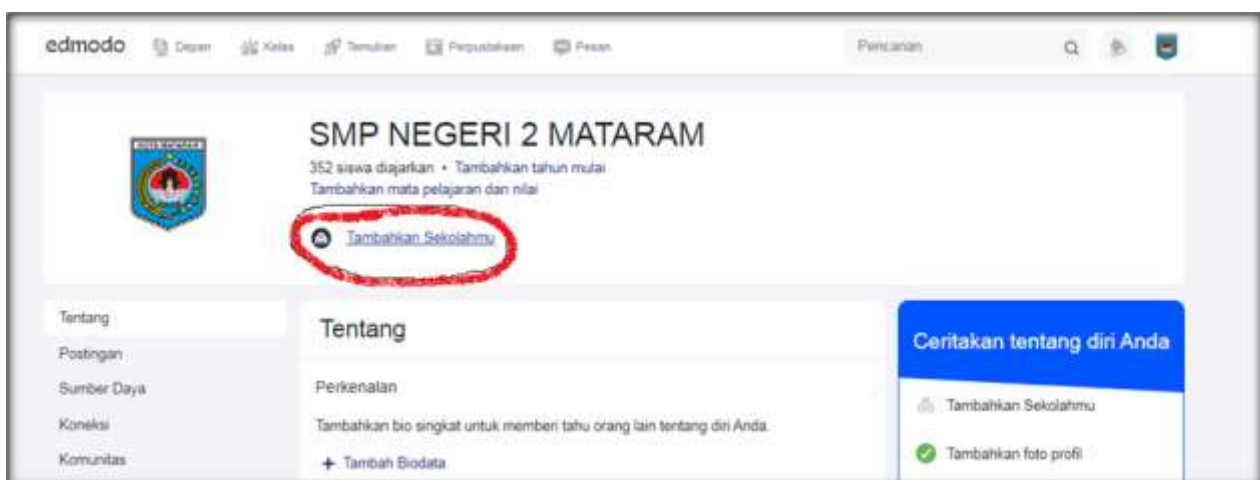 edmodo Depan Kelas Temukan Perpustakaan Pesan Pencarian
KOTA MATARAM
SMP NEGERI 2 MATARAM
352 siswa diajarkan • Tambahkan tahun mulai
Tambahkan mata pelajaran dan nilai
Tambahkan Sekolahmu
Tentang
Postingan
Sumber Daya
Koneksi
Komunitas
Tentang
Perkenalan
Tambahkan bio singkat untuk memberi tahu orang lain tentang diri Anda.
+ Tambah Biodata
Ceritakan tentang diri Anda
Tambahkan Sekolahmu
Tambahkan foto profil